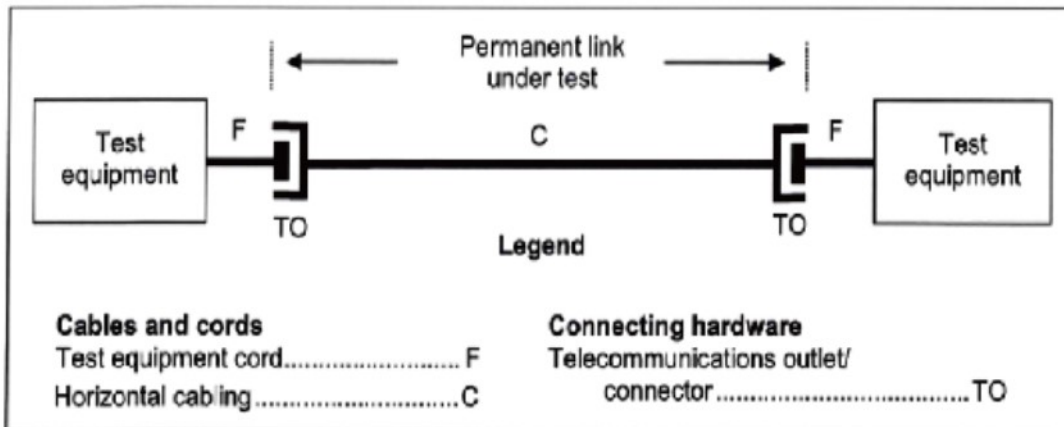 Permanent link
under test
Test
equipment
F
C
F
Test
equipment
TO
TO
Legend
Cables and cords
Test equipment cord............................ F
Horizontal cabling .................................C
Connecting hardware
Telecommunications outlet/
connector.....................................TO